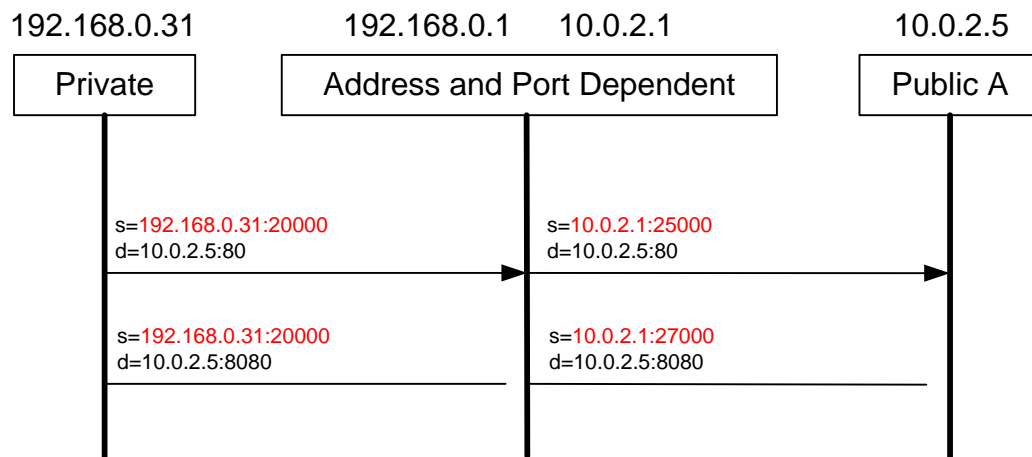 192.168.0.31 192.168.0.1 10.0.2.1 10.0.2.5
Private Address and Port Dependent Public A
s=192.168.0.31:20000 s=10.0.2.1:25000
d=10.0.2.5:80 d=10.0.2.5:80
s=192.168.0.31:20000 s=10.0.2.1:27000
d=10.0.2.5:8080 d=10.0.2.5:8080